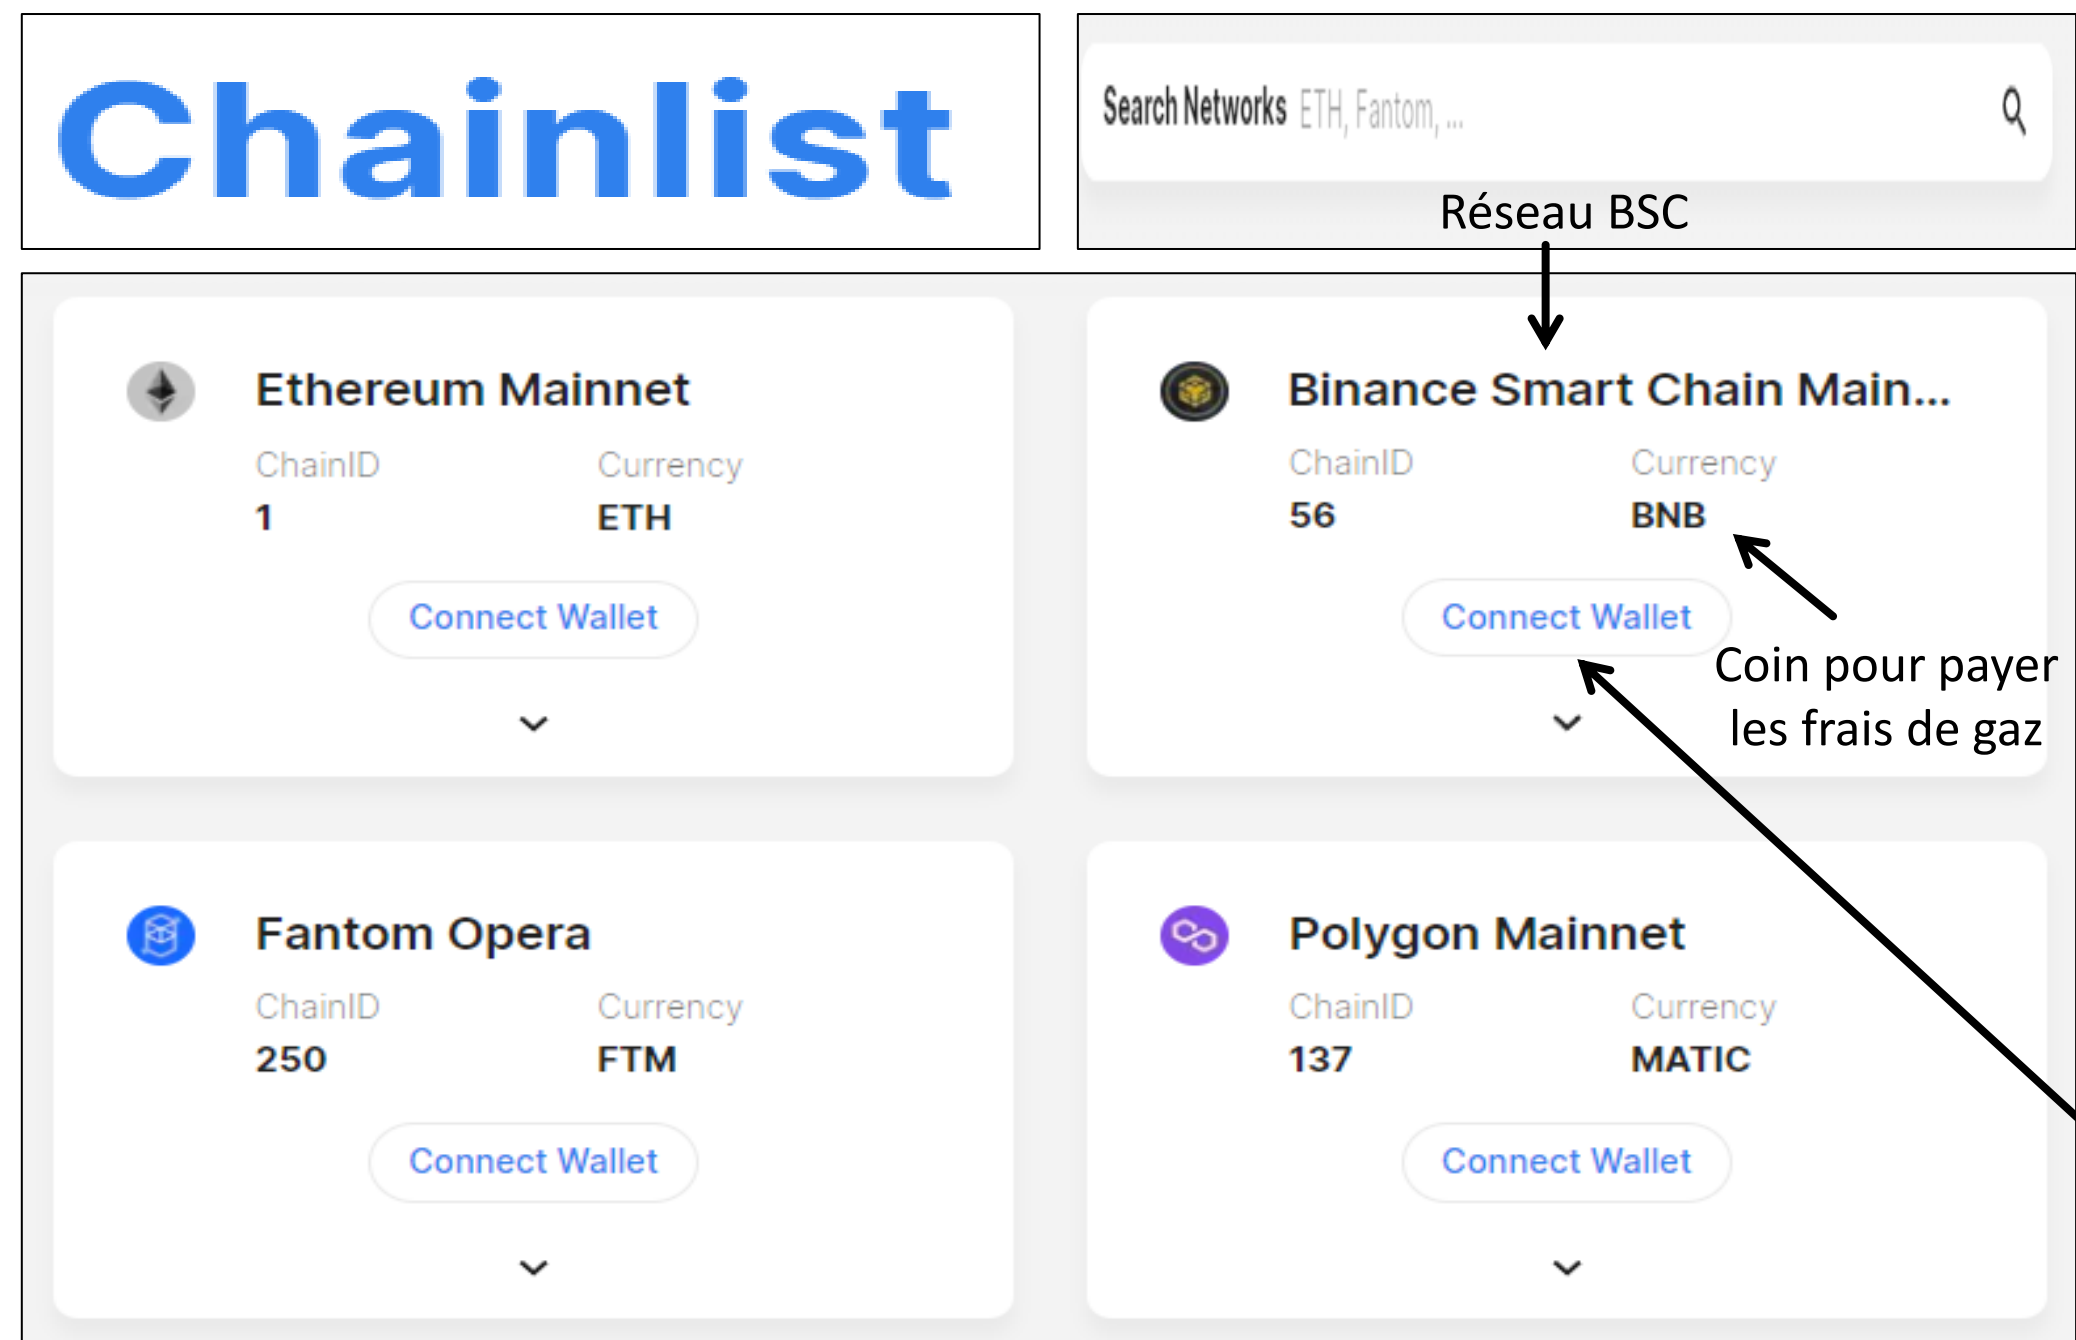 Chainlist
Search Networks ETH, Fantom, ...
Réseau BSC
Ethereum Mainnet
ChainID Currency
1 ETH
Connect Wallet
Binance Smart Chain Main...
ChainID Currency
56 BNB
Connect Wallet
Coin pour payer
les frais de gaz
Fantom Opera
ChainID Currency
250 FTM
Connect Wallet
Polygon Mainnet
ChainID Currency
137 MATIC
Connect Wallet